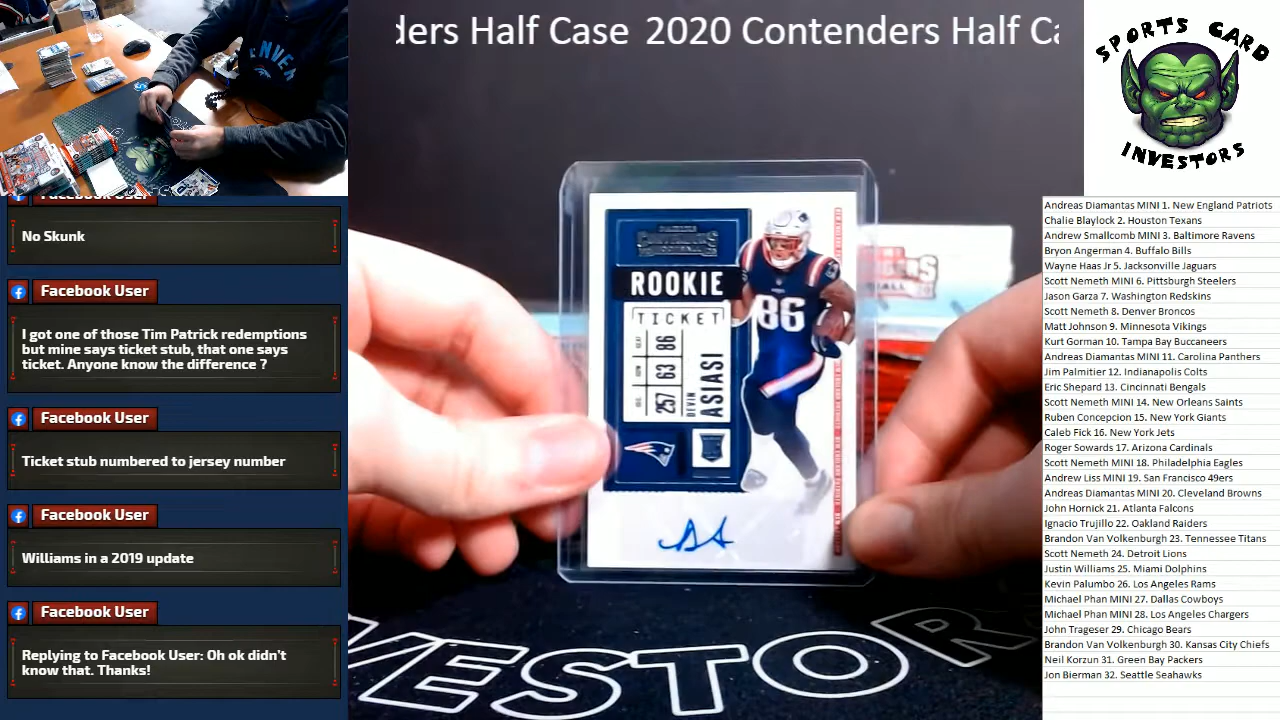 ders Half Case 2020 Contenders Half Ca
SPORTS CARD
INVESTORS
Facebook User
No Skunk
Facebook User
I got one of those Tim Patrick redemptions
but mine says ticket stub, that one says
ticket. Anyone know the difference ?
Facebook User
Ticket stub numbered to jersey number
Facebook User
Williams in a 2019 update
Facebook User
Replying to Facebook User: Oh ok didn't
know that. Thanks!
CONTENDERS
ROOKIE
TICKET
86
63
257
DEVIN
ASIASI
86
VESTOR
Andreas Diamantas MINI 1. New England Patriots
Chalie Blaylock 2. Houston Texans
Andrew Smallcomb MINI 3. Baltimore Ravens
Bryon Angerman 4. Buffalo Bills
Wayne Haas Jr 5. Jacksonville Jaguars
Scott Nemeth MINI 6. Pittsburgh Steelers
Jason Garza 7. Washington Redskins
Scott Nemeth 8. Denver Broncos
Matt Johnson 9. Minnesota Vikings
Kurt Gorman 10. Tampa Bay Buccaneers
Andreas Diamantas MINI 11. Carolina Panthers
Jim Palmitier 12. Indianapolis Colts
Eric Shepard 13. Cincinnati Bengals
Scott Nemeth MINI 14. New Orleans Saints
Ruben Concepcion 15. New York Giants
Caleb Fick 16. New York Jets
Roger Sowards 17. Arizona Cardinals
Scott Nemeth MINI 18. Philadelphia Eagles
Andrew Liss MINI 19. San Francisco 49ers
Andreas Diamantas MINI 20. Cleveland Browns
John Hornick 21. Atlanta Falcons
Ignacio Trujillo 22. Oakland Raiders
Brandon Van Volkenburgh 23. Tennessee Titans
Scott Nemeth 24. Detroit Lions
Justin Williams 25. Miami Dolphins
Kevin Palumbo 26. Los Angeles Rams
Michael Phan MINI 27. Dallas Cowboys
Michael Phan MINI 28. Los Angeles Chargers
John Trageser 29. Chicago Bears
Brandon Van Volkenburgh 30. Kansas City Chiefs
Neil Korzun 31. Green Bay Packers
Jon Bierman 32. Seattle Seahawks